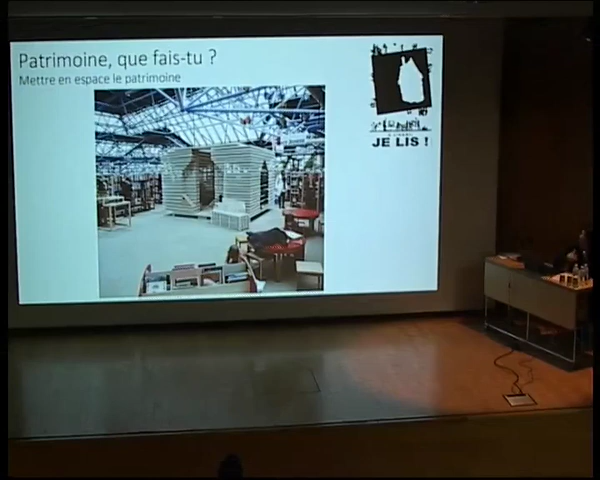 Patrimoine, que fais-tu ?
Mettre en espace le patrimoine
JE LIS !